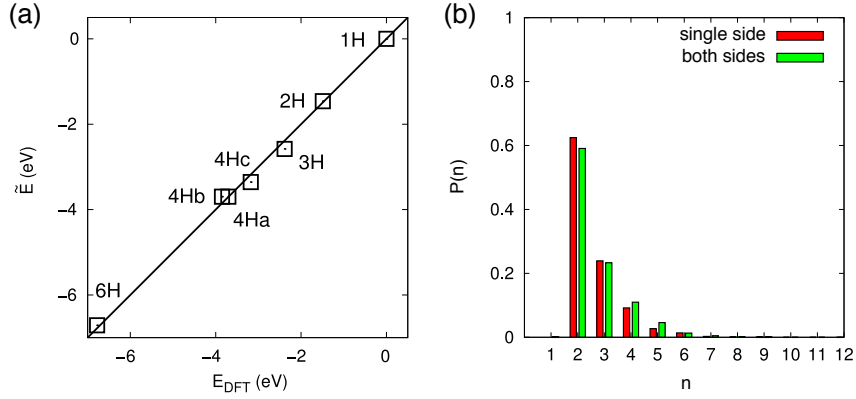 (a)
0
−2
−4
−6
Ẽ (eV)
1H
2H
3H
4Hc
4Hb
4Ha
6H
−6 −4 −2 0
E_DFT (eV)
(b)
1
0.8
0.6
0.4
0.2
0
P(n)
single side
both sides
1 2 3 4 5 6 7 8 9 10 11 12
n